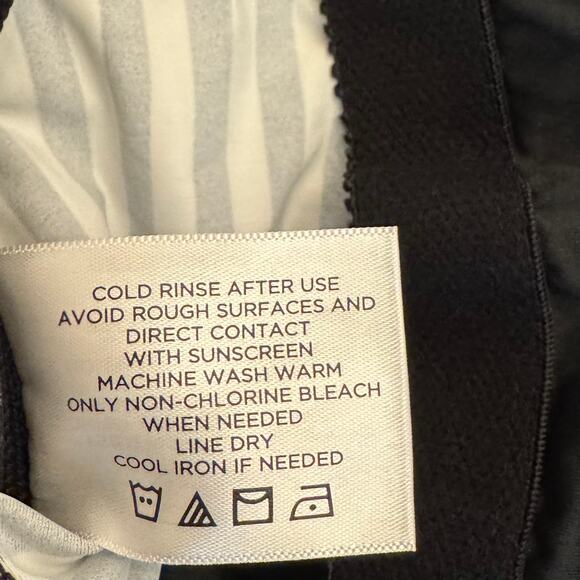 COLD RINSE AFTER USE
AVOID ROUGH SURFACES AND
DIRECT CONTACT
WITH SUNSCREEN
MACHINE WASH WARM
ONLY NON-CHLORINE BLEACH
WHEN NEEDED
LINE DRY
COOL IRON IF NEEDED